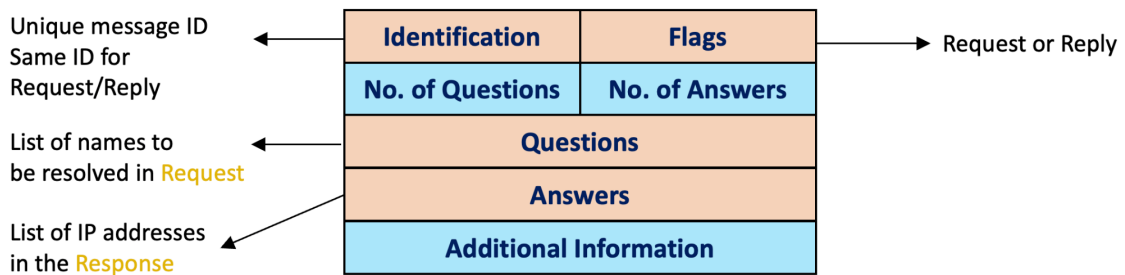 Unique message ID
Same ID for
Request/Reply
Identification
Flags
Request or Reply
No. of Questions
No. of Answers
List of names to
be resolved in Request
Questions
Answers
List of IP addresses
in the Response
Additional Information